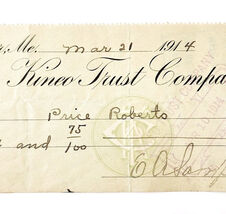 Me. Mar 21 1914
Kineo Trust Compa
Price Roberts
and 75/100
E A